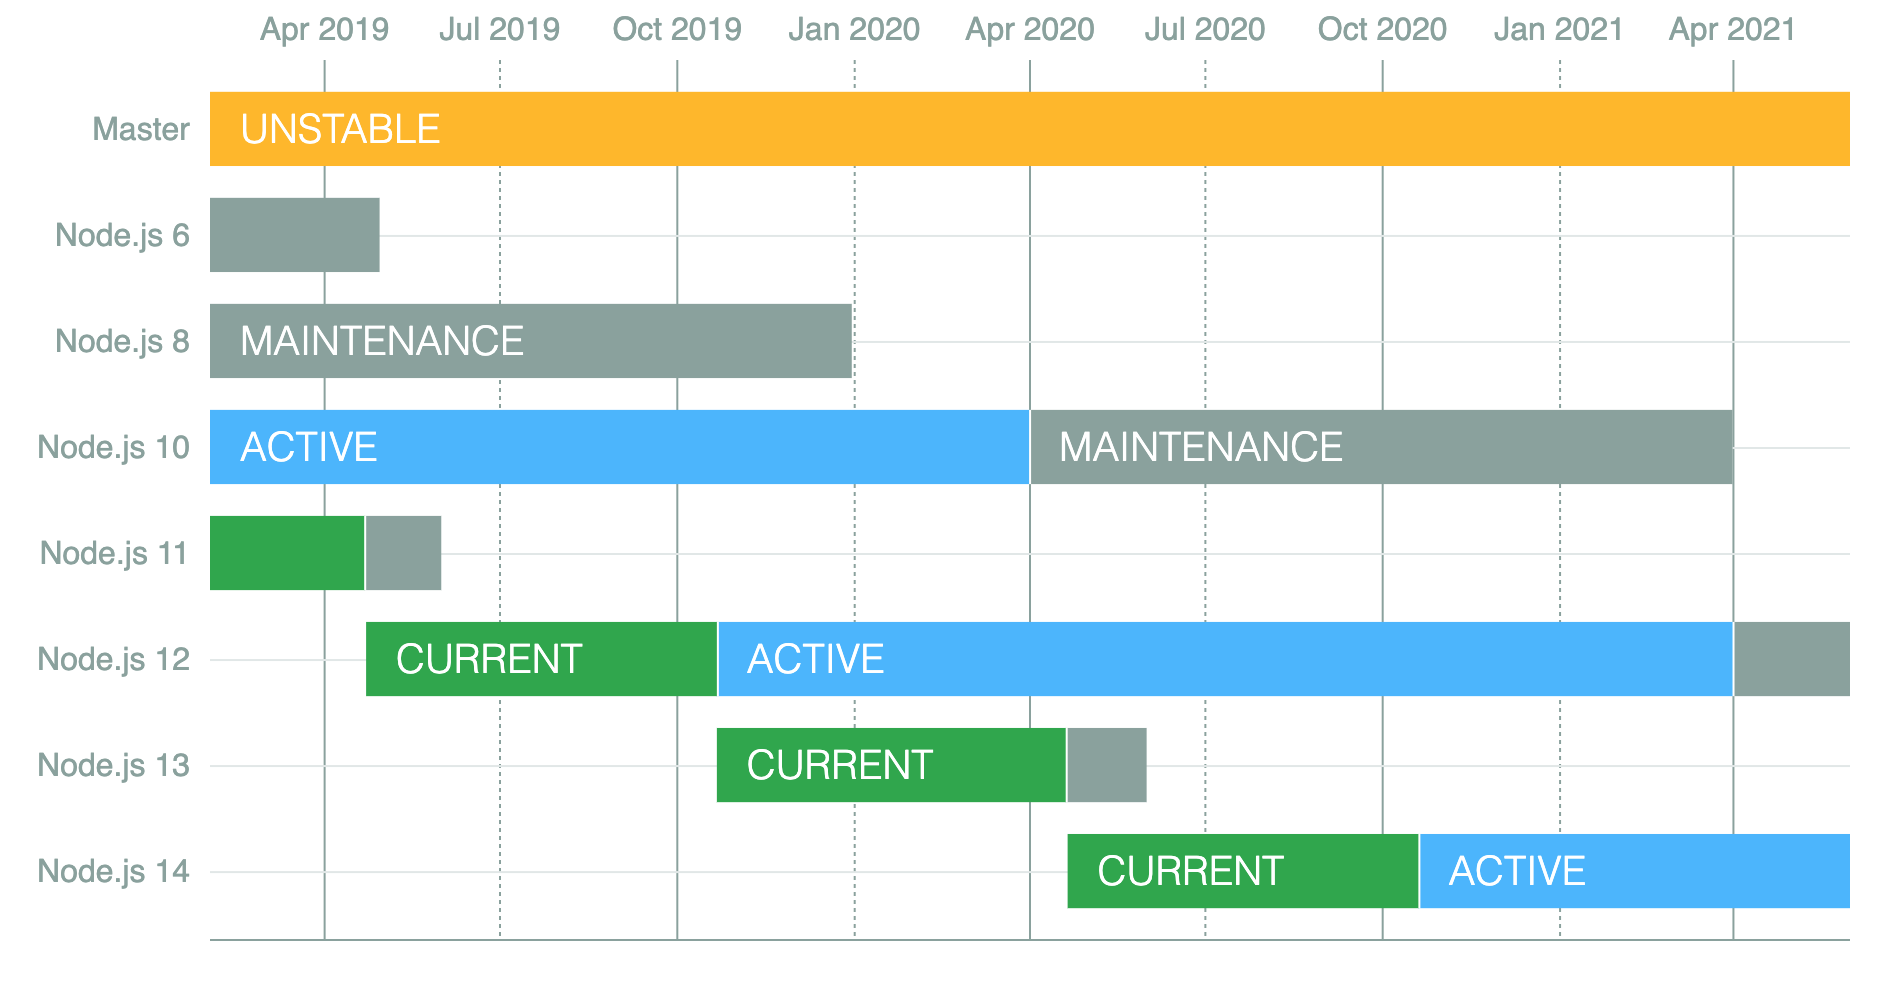 Apr 2019 Jul 2019 Oct 2019 Jan 2020 Apr 2020 Jul 2020 Oct 2020 Jan 2021 Apr 2021
Master UNSTABLE
Node.js 6
Node.js 8 MAINTENANCE
Node.js 10 ACTIVE MAINTENANCE
Node.js 11
Node.js 12 CURRENT ACTIVE
Node.js 13 CURRENT
Node.js 14 CURRENT ACTIVE